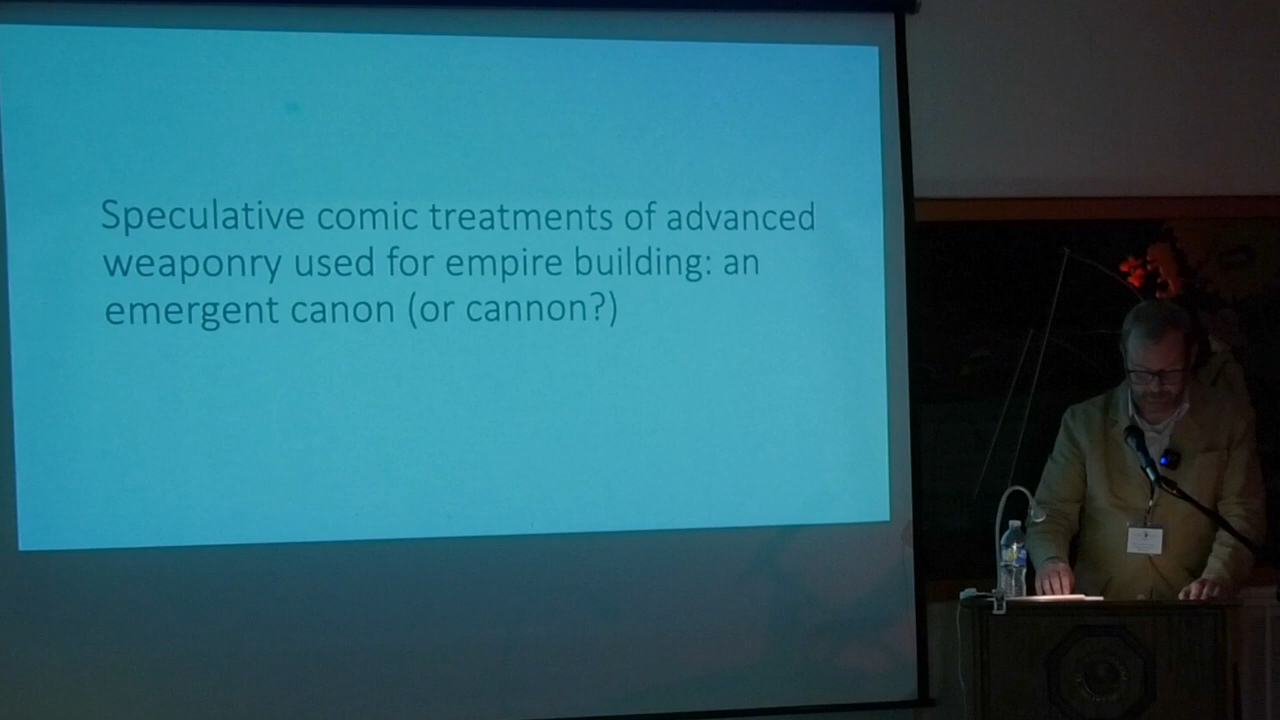 Speculative comic treatments of advanced
weaponry used for empire building: an
emergent canon (or cannon?)